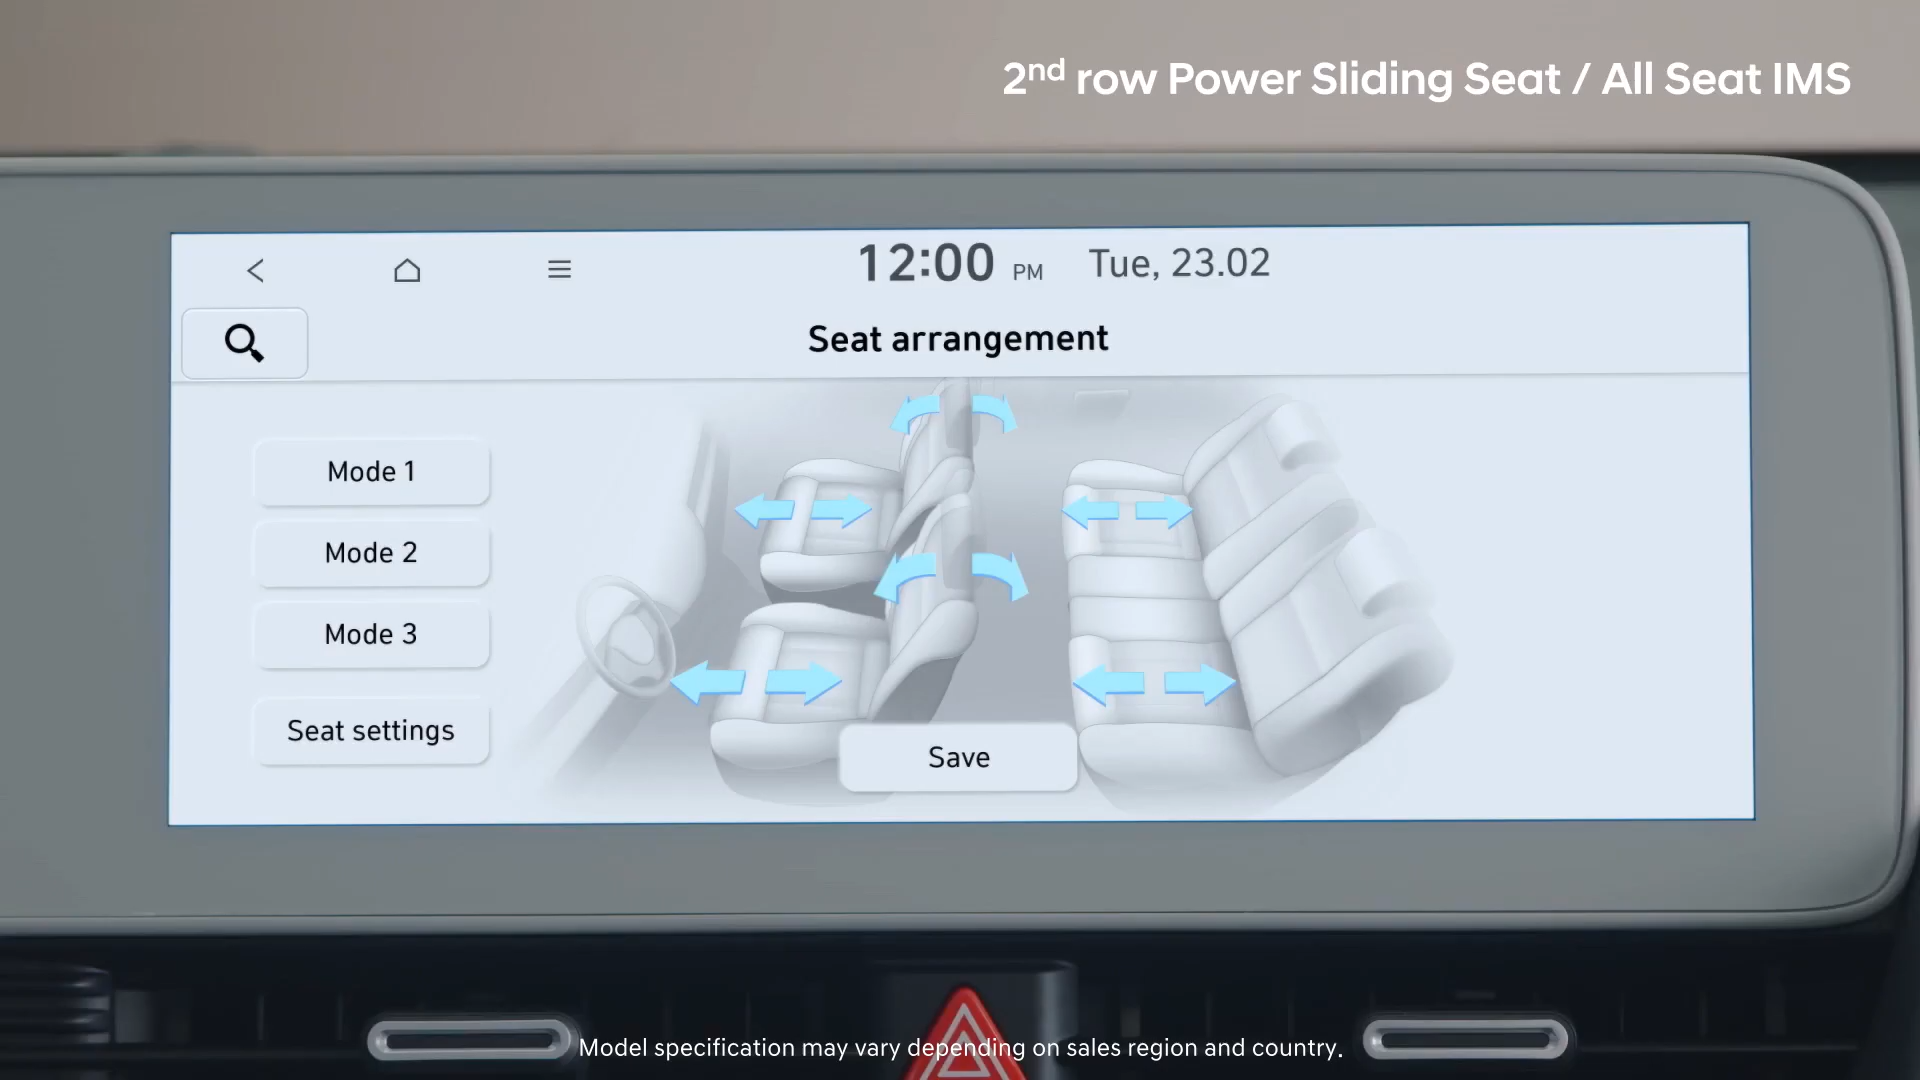 2nd row Power Sliding Seat / All Seat IMS
12:00 PM Tue, 23.02
Seat arrangement
Mode 1
Mode 2
Mode 3
Seat settings
Save
Model specification may vary depending on sales region and country.